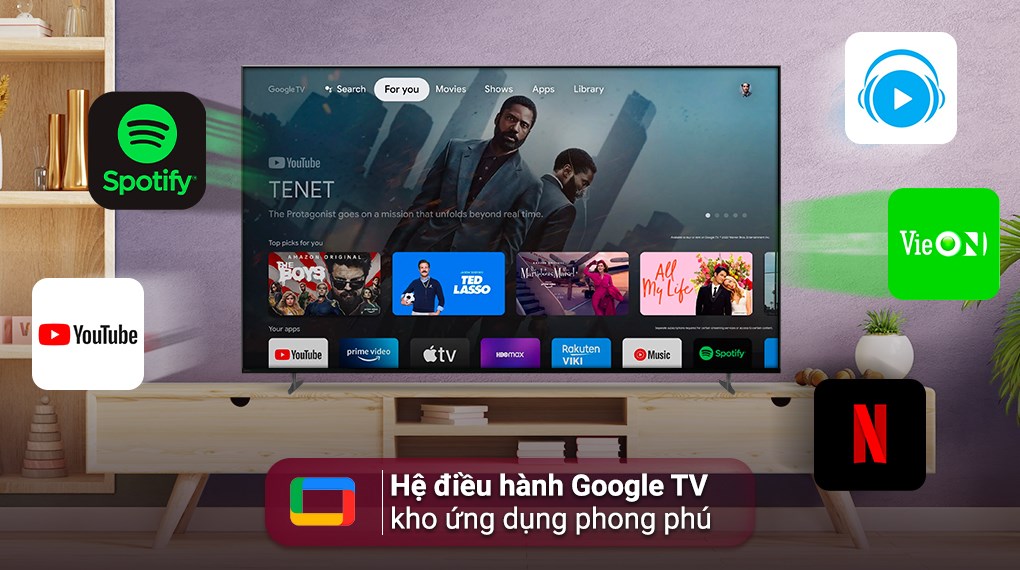 Google TV
Search
For you
Movies
Shows
Apps
Library
Spotify
YouTube
TENET
The Protagonist goes on a mission that unfolds beyond real time.
Top picks for you
AMAZON ORIGINAL
THE BOYS
TED LASSO
All My Life
Your apps
YouTube
prime video
tv
HBO max
Rakuten VIKI
Music
Spotify
YouTube
VieON
N
Hệ điều hành Google TV
kho ứng dụng phong phú